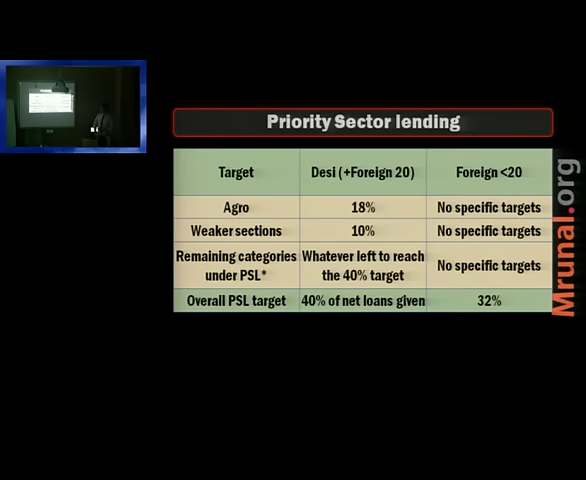 Priority Sector lending
Target Desi (+Foreign 20) Foreign <20
Agro 18% No specific targets
Weaker sections 10% No specific targets
Remaining categories under PSL* Whatever left to reach the 40% target No specific targets
Overall PSL target 40% of net loans given 32%
Mrunal.org